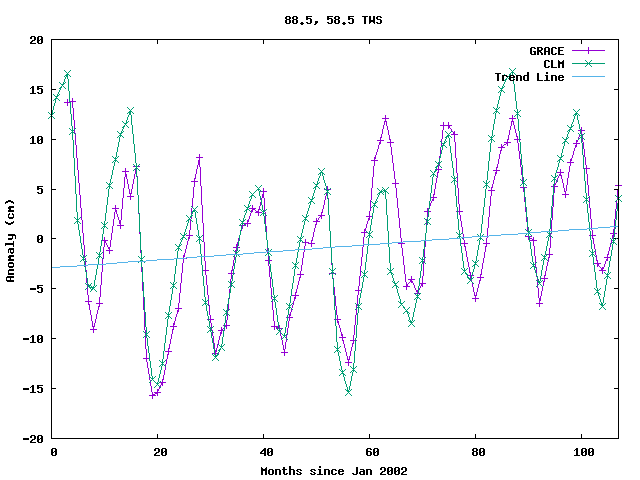 88.5, 58.5 TWS
GRACE
CLM
Trend Line
20
15
10
5
0
-5
-10
-15
-20
Anomaly (cm)
0 20 40 60 80 100
Months since Jan 2002